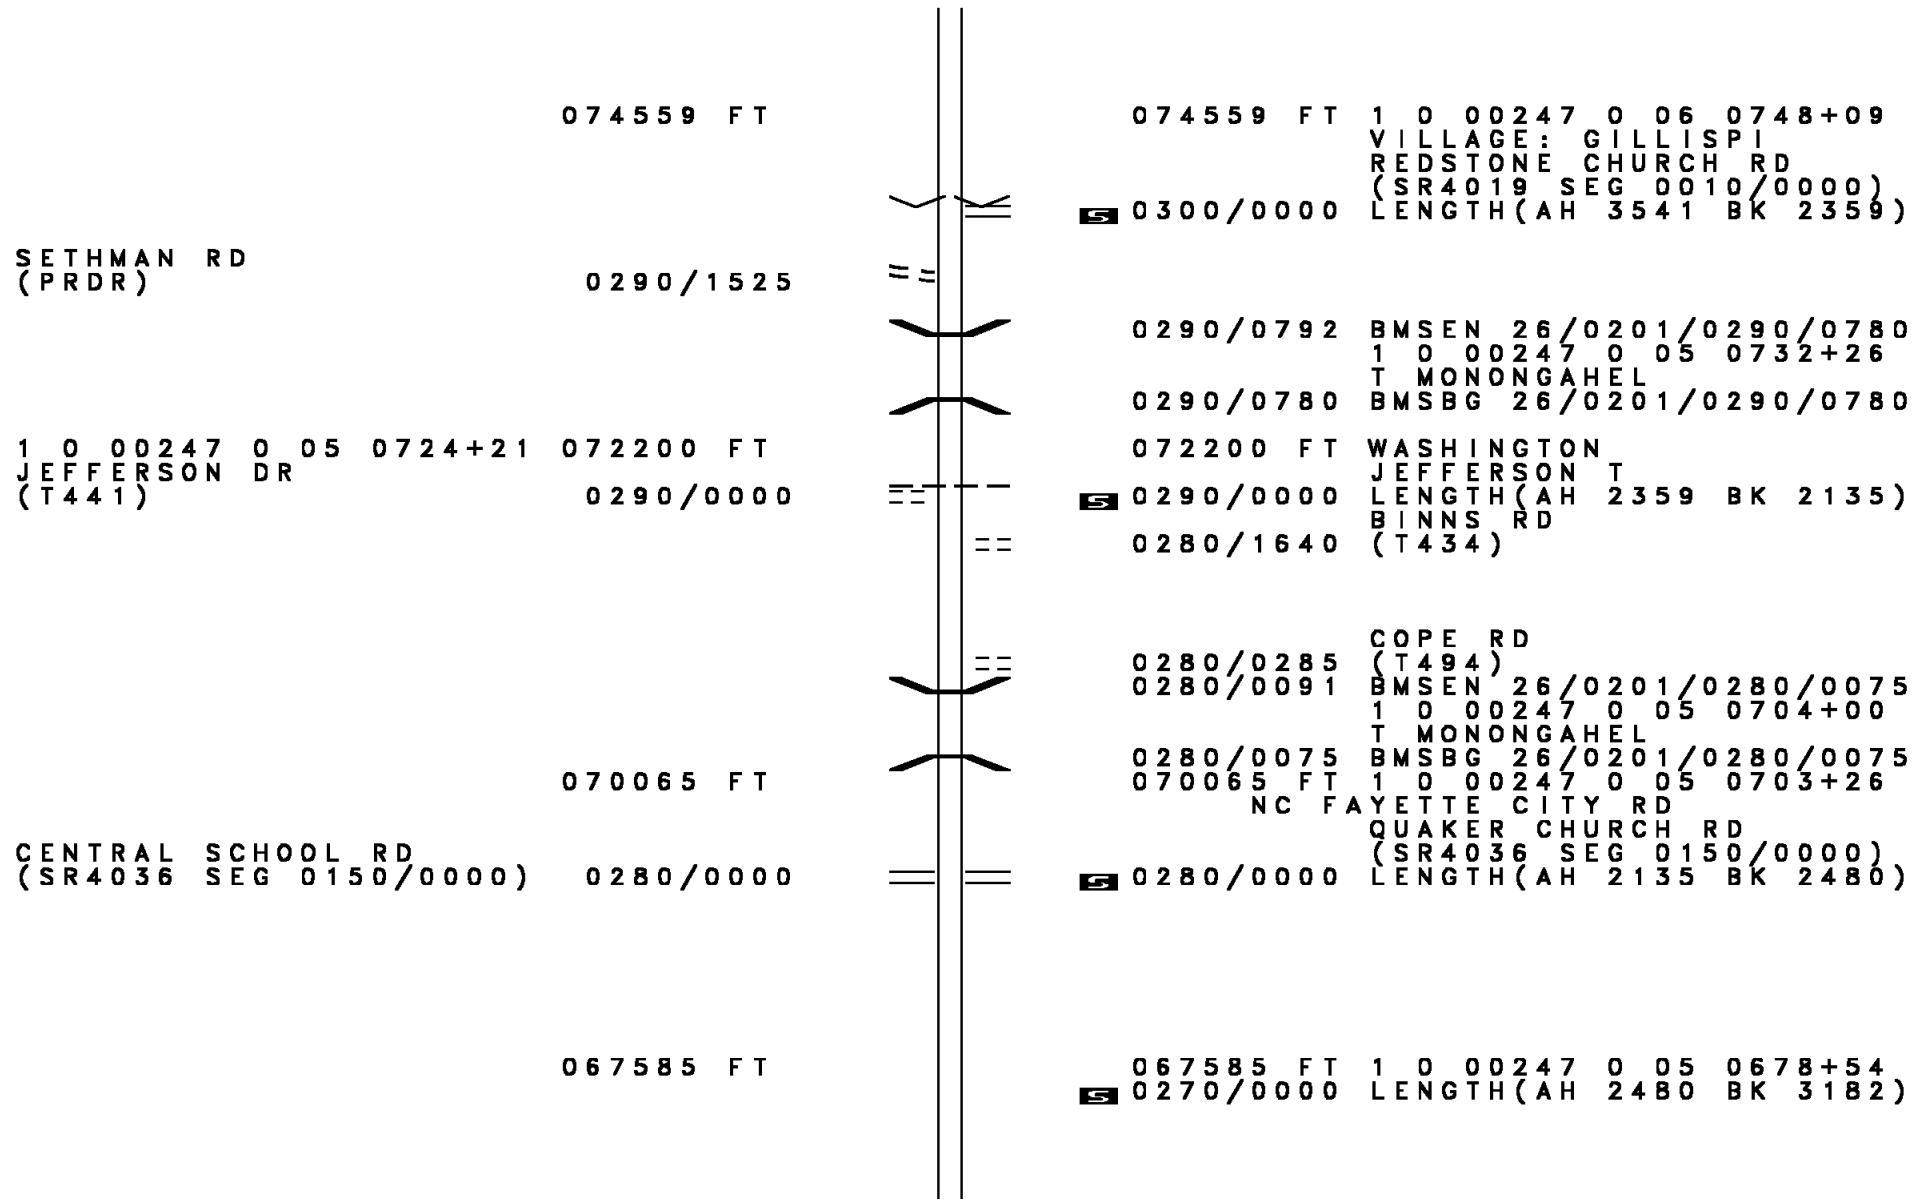 074559 FT 074559 FT 1 0 00247 0 06 0748+09
VILLAGE: GILLISPI
REDSTONE CHURCH RD
(SR4019 SEG 0010/0000)
S 0300/0000 LENGTH(AH 3541 BK 2359)
SETHMAN RD
(PRDR) 0290/1525
0290/0792 BMSEN 26/0201/0290/0780
1 0 00247 0 05 0732+26
T MONONGAHEL
0290/0780 BMSBG 26/0201/0290/0780
1 0 00247 0 05 0724+21 072200 FT 072200 FT WASHINGTON
JEFFERSON DR JEFFERSON T
(T441) 0290/0000 S 0290/0000 LENGTH(AH 2359 BK 2135)
BINNS RD
0280/1640 (T434)
COPE RD
0280/0285 (T494)
0280/0091 BMSEN 26/0201/0280/0075
1 0 00247 0 05 0704+00
T MONONGAHEL
0280/0075 BMSBG 26/0201/0280/0075
070065 FT 070065 FT 1 0 00247 0 05 0703+26
NC FAYETTE CITY RD
QUAKER CHURCH RD
CENTRAL SCHOOL RD (SR4036 SEG 0150/0000)
(SR4036 SEG 0150/0000) 0280/0000 S 0280/0000 LENGTH(AH 2135 BK 2480)
067585 FT 067585 FT 1 0 00247 0 05 0678+54
S 0270/0000 LENGTH(AH 2480 BK 3182)